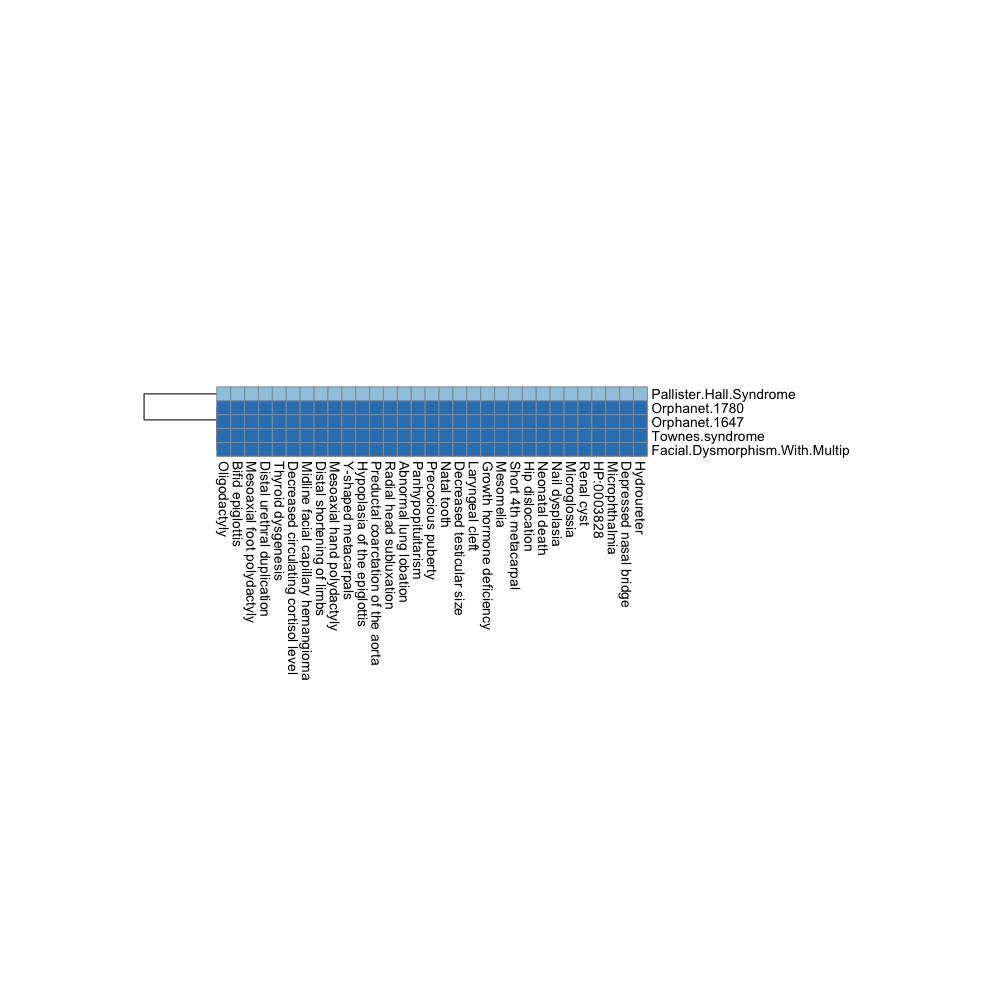 Pallister.Hall.Syndrome
Orphanet.1780
Orphanet.1647
Townes.syndrome
Facial.Dysmorphism.With.Multip
Oligodactyly
Bifid epiglottis
Mesoaxial foot polydactyly
Distal urethral duplication
Thyroid dysgenesis
Decreased circulating cortisol level
Midline facial capillary hemangioma
Distal shortening of limbs
Mesoaxial hand polydactyly
Y-shaped metacarpals
Hypoplasia of the epiglottis
Preductal coarctation of the aorta
Radial head subluxation
Abnormal lung lobation
Panhypopituitarism
Precocious puberty
Natal tooth
Decreased testicular size
Laryngeal cleft
Growth hormone deficiency
Mesomelia
Short 4th metacarpal
Hip dislocation
Neonatal death
Nail dysplasia
Microglossia
Renal cyst
HP:0003828
Microphthalmia
Depressed nasal bridge
Hydroureter